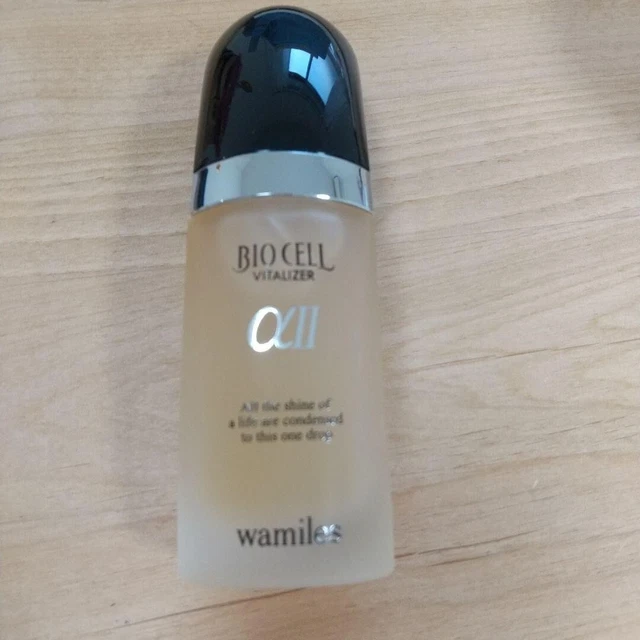 BIO CELL
VITALIZER
αII
All the shine of
a life are condensed
to this one drop
wamiles